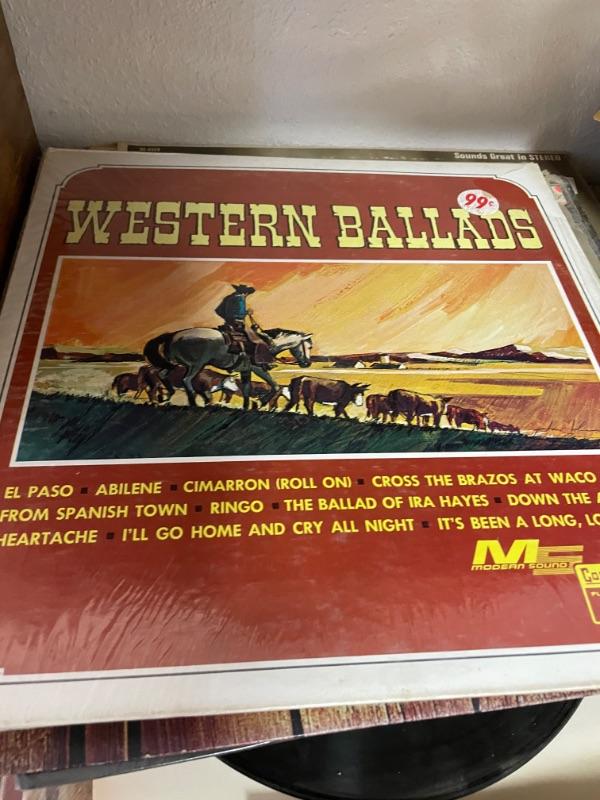 Sounds Great in STEREO
99¢
WESTERN BALLADS
EL PASO ▪ ABILENE ▪ CIMARRON (ROLL ON) ▪ CROSS THE BRAZOS AT WACO
FROM SPANISH TOWN ▪ RINGO ▪ THE BALLAD OF IRA HAYES ▪ DOWN THE
HEARTACHE ▪ I'LL GO HOME AND CRY ALL NIGHT ▪ IT'S BEEN A LONG, LO
MS
MODERN SOUND